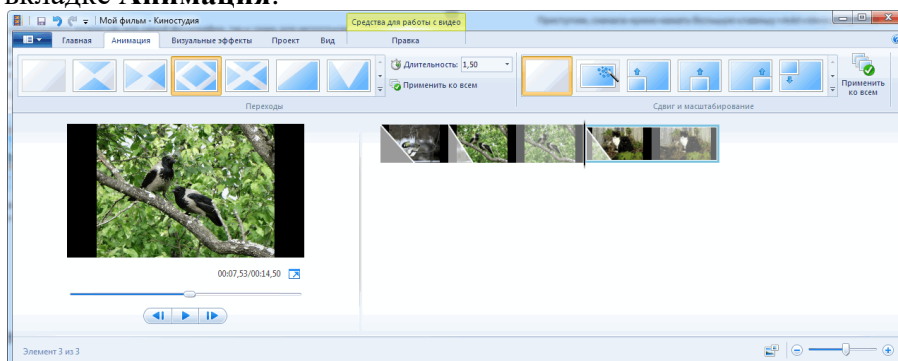 вкладке Анимация.
Мой фильм - Киностудия
Средства для работы с видео
Главная Анимация Визуальные эффекты Проект Вид Правка
Длительность: 1,50
Применить ко всем
Применить ко всем
Переходы
Сдвиг и масштабирование
00:07,53/00:14,50
Элемент 3 из 3